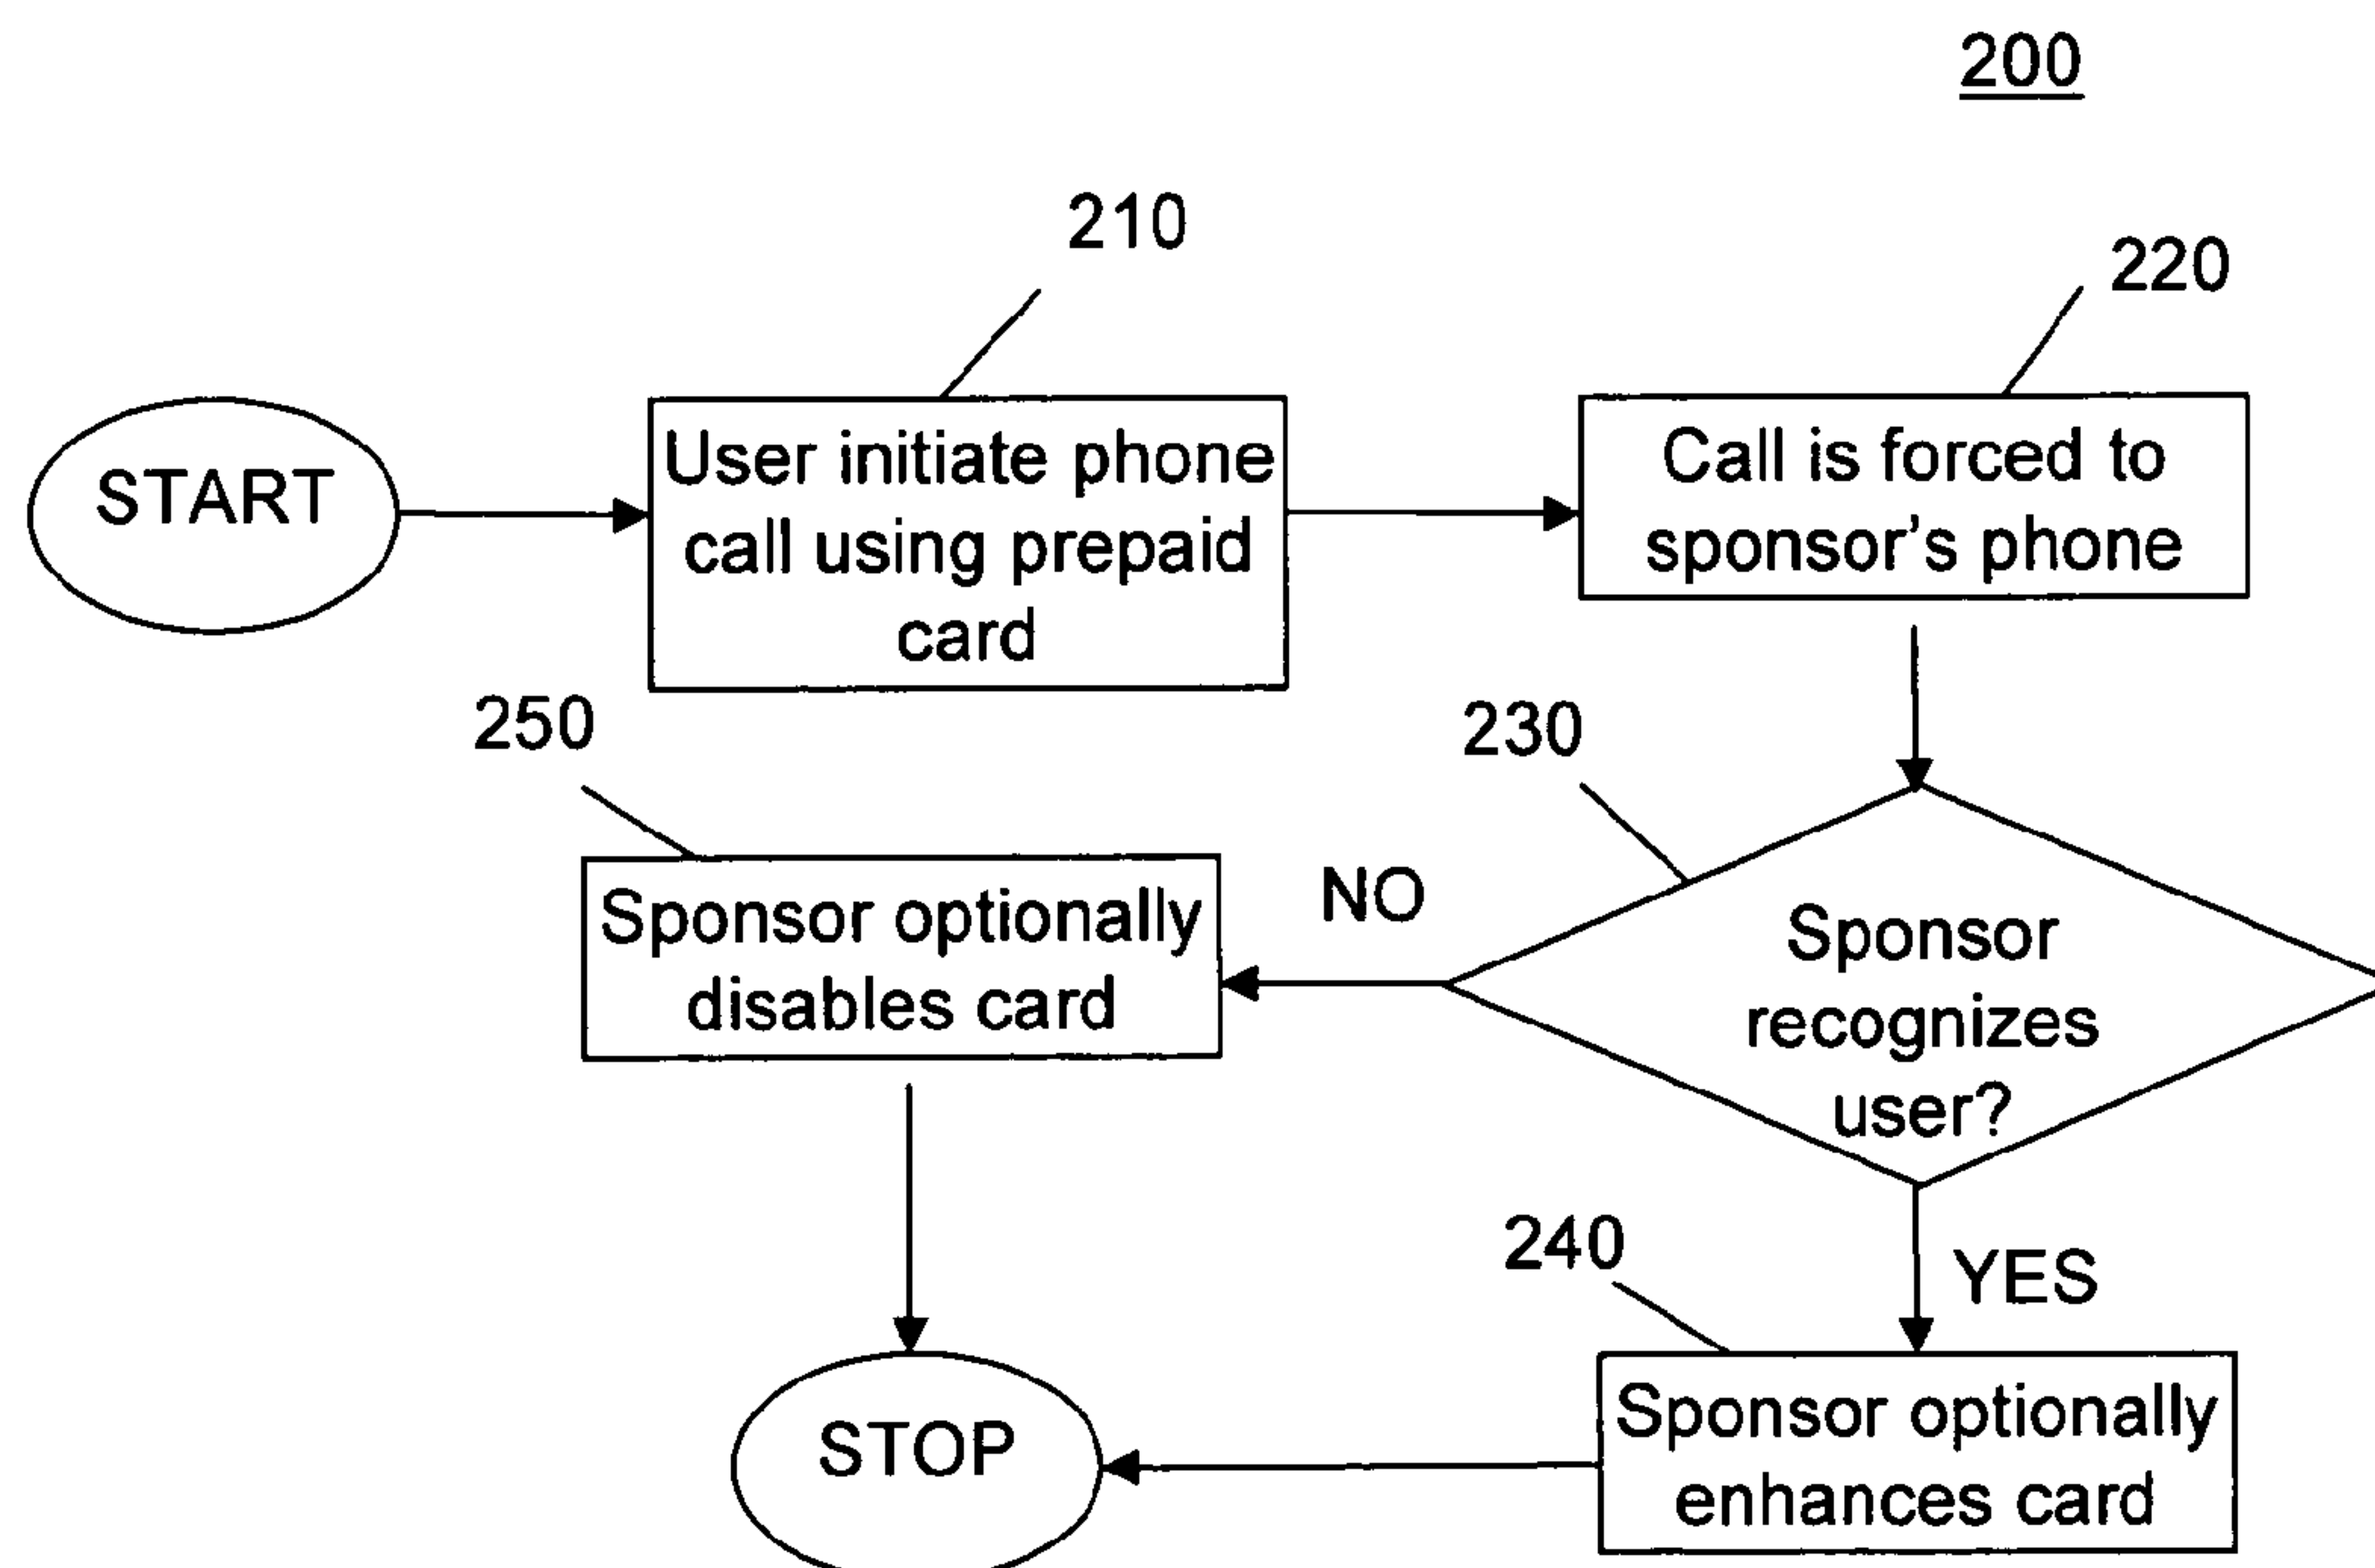 200
210
220
START
User initiate phone
call using prepaid
card
Call is forced to
sponsor's phone
250
230
NO
Sponsor optionally
disables card
Sponsor
recognizes
user?
240
YES
STOP
Sponsor optionally
enhances card